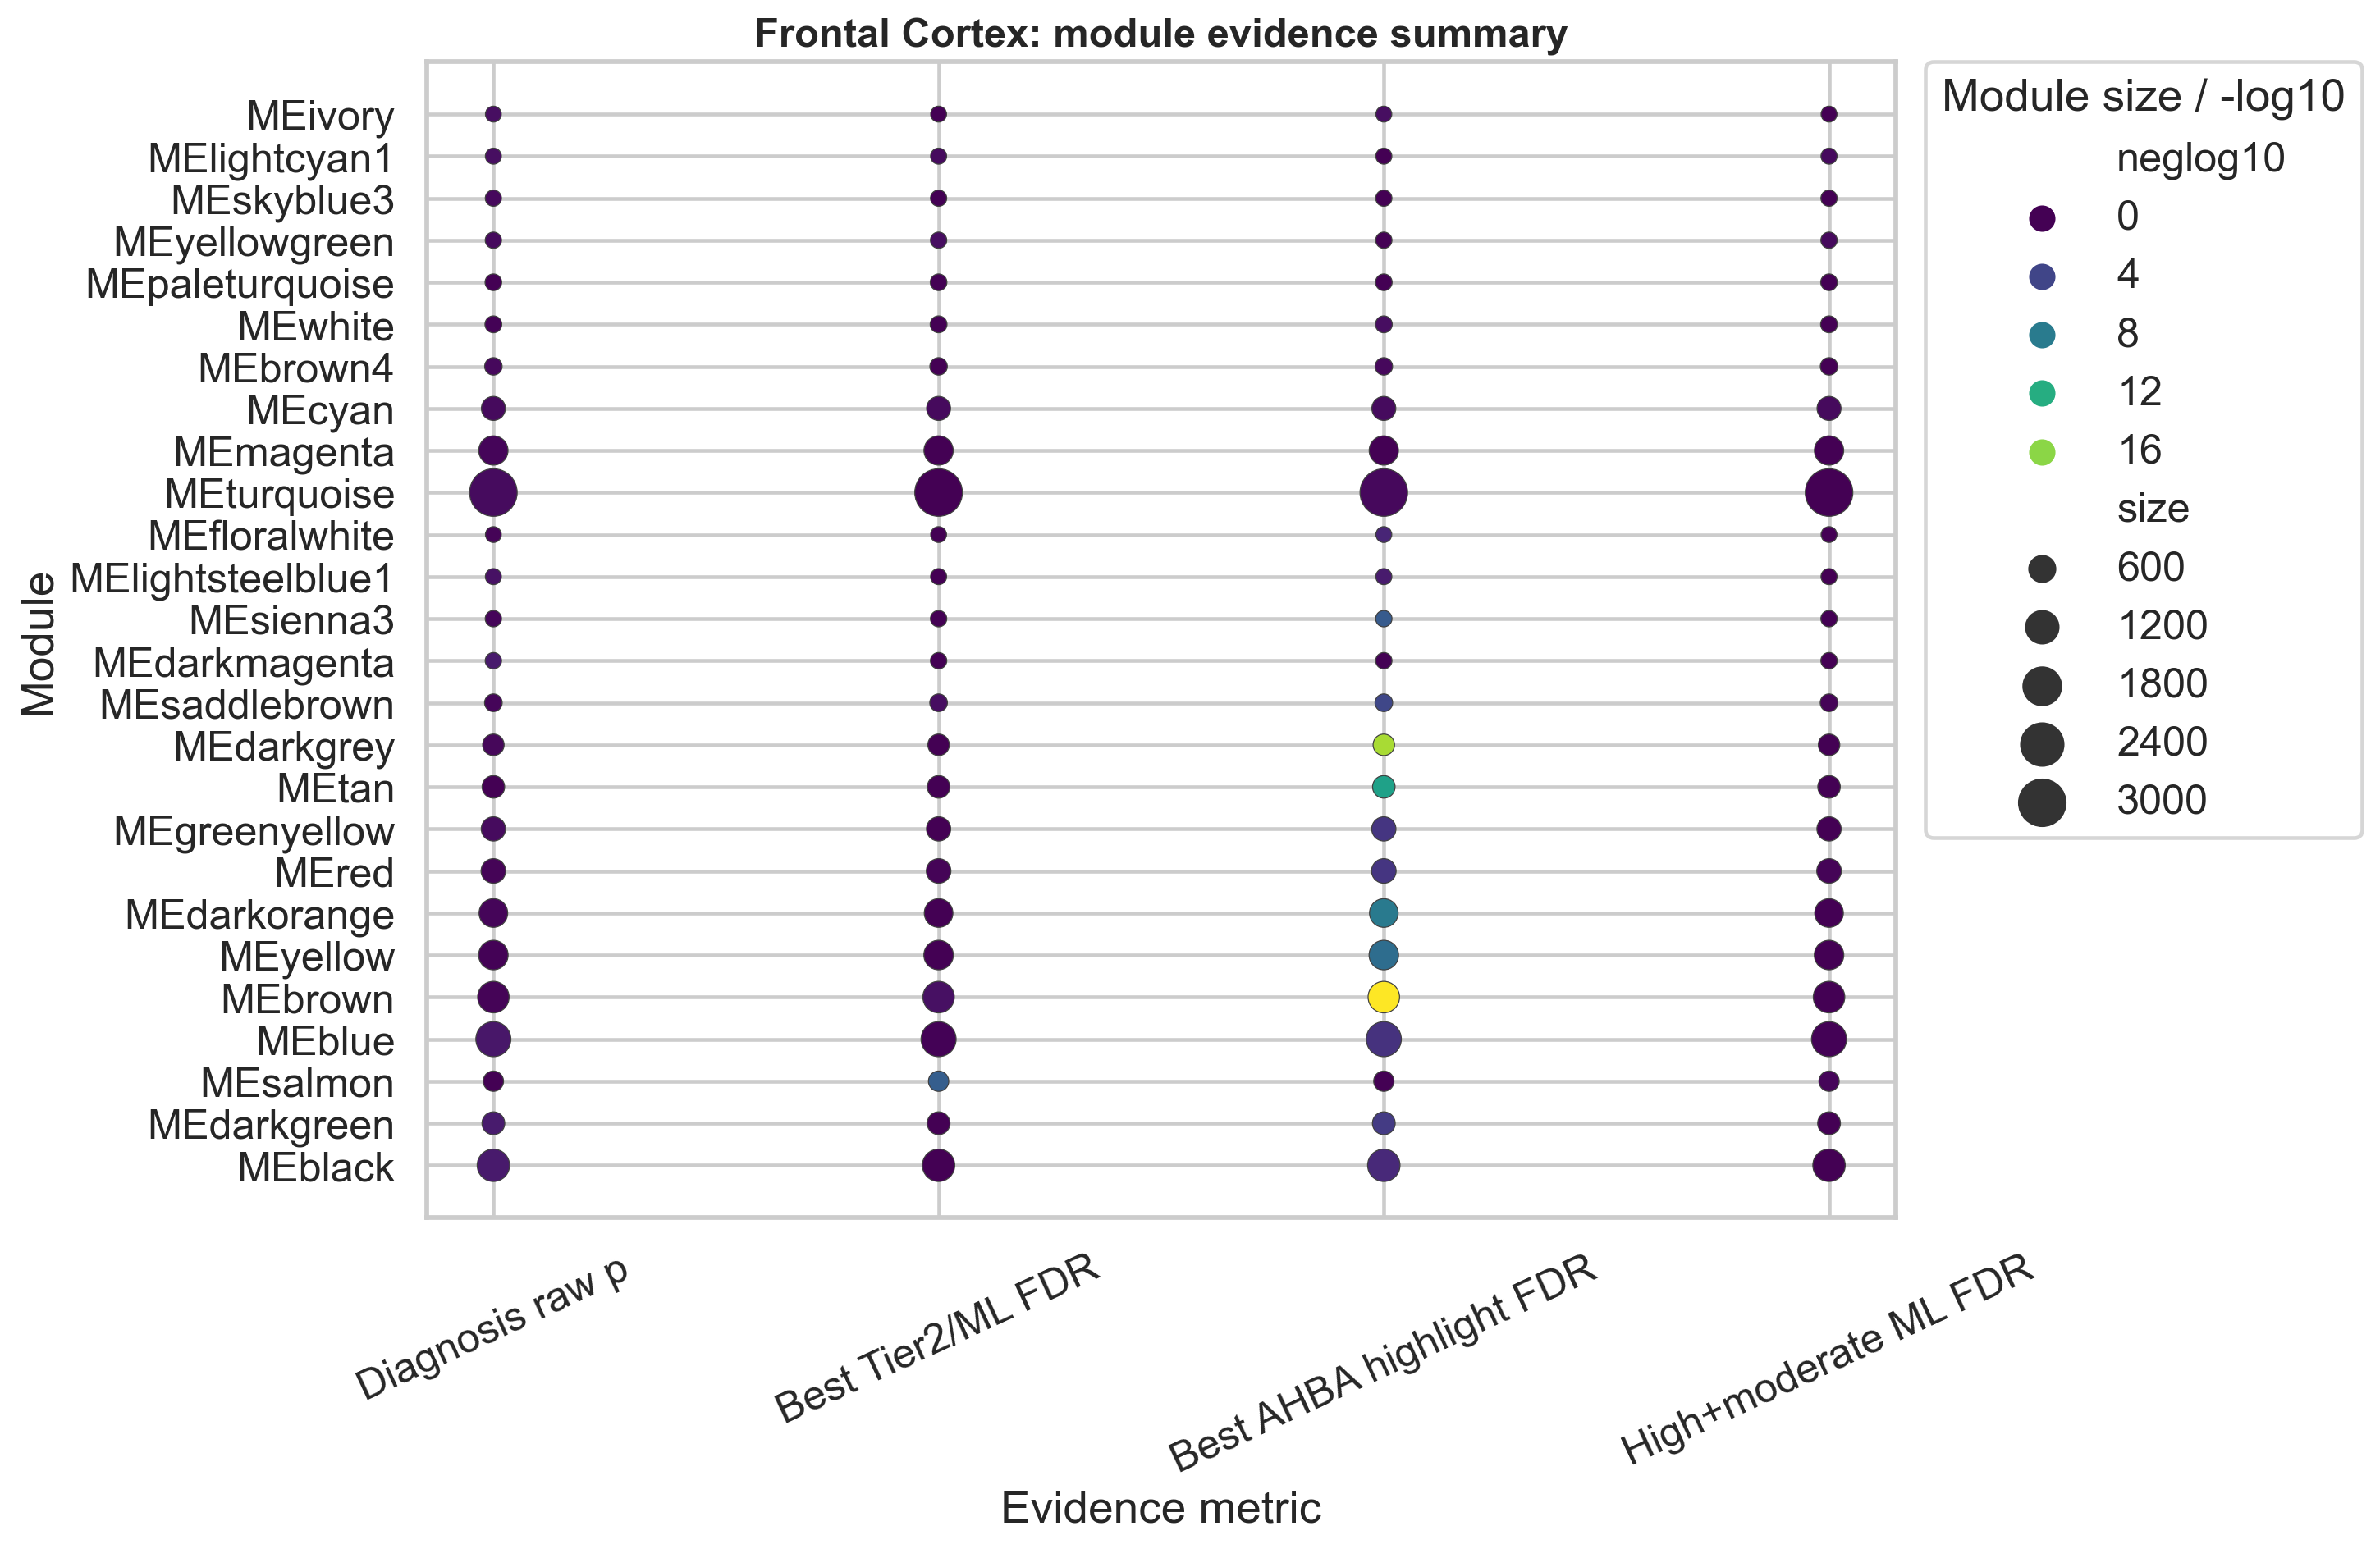 Frontal Cortex: module evidence summary
Module
MEivory
MElightcyan1
MEskyblue3
MEyellowgreen
MEpaleturquoise
MEwhite
MEbrown4
MEcyan
MEmagenta
MEturquoise
MEfloralwhite
MElightsteelblue1
MEsienna3
MEdarkmagenta
MEsaddlebrown
MEdarkgrey
MEtan
MEgreenyellow
MEred
MEdarkorange
MEyellow
MEbrown
MEblue
MEsalmon
MEdarkgreen
MEblack
Diagnosis raw p
Best Tier2/ML FDR
Best AHBA highlight FDR
High+moderate ML FDR
Evidence metric
Module size / -log10
neglog10
0
4
8
12
16
size
600
1200
1800
2400
3000